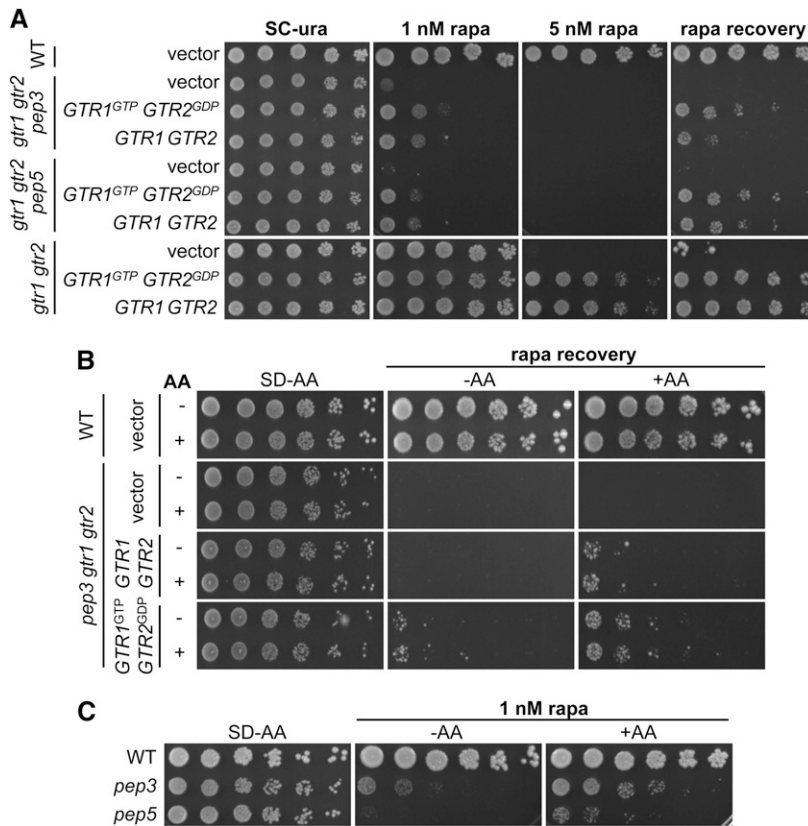 A
SC-ura 1 nM rapa 5 nM rapa rapa recovery
WT
vector
gtr1 gtr2
pep3
vector
GTR1GTP GTR2GDP
GTR1 GTR2
gtr1 gtr2
pep5
vector
GTR1GTP GTR2GDP
GTR1 GTR2
gtr1 gtr2
vector
GTR1GTP GTR2GDP
GTR1 GTR2
B
rapa recovery
AA SD-AA -AA +AA
WT
vector
-
+
pep3 gtr1 gtr2
vector
-
+
GTR1
GTR2
-
+
GTR1GTP
GTR2GDP
-
+
C
1 nM rapa
SD-AA -AA +AA
WT
pep3
pep5